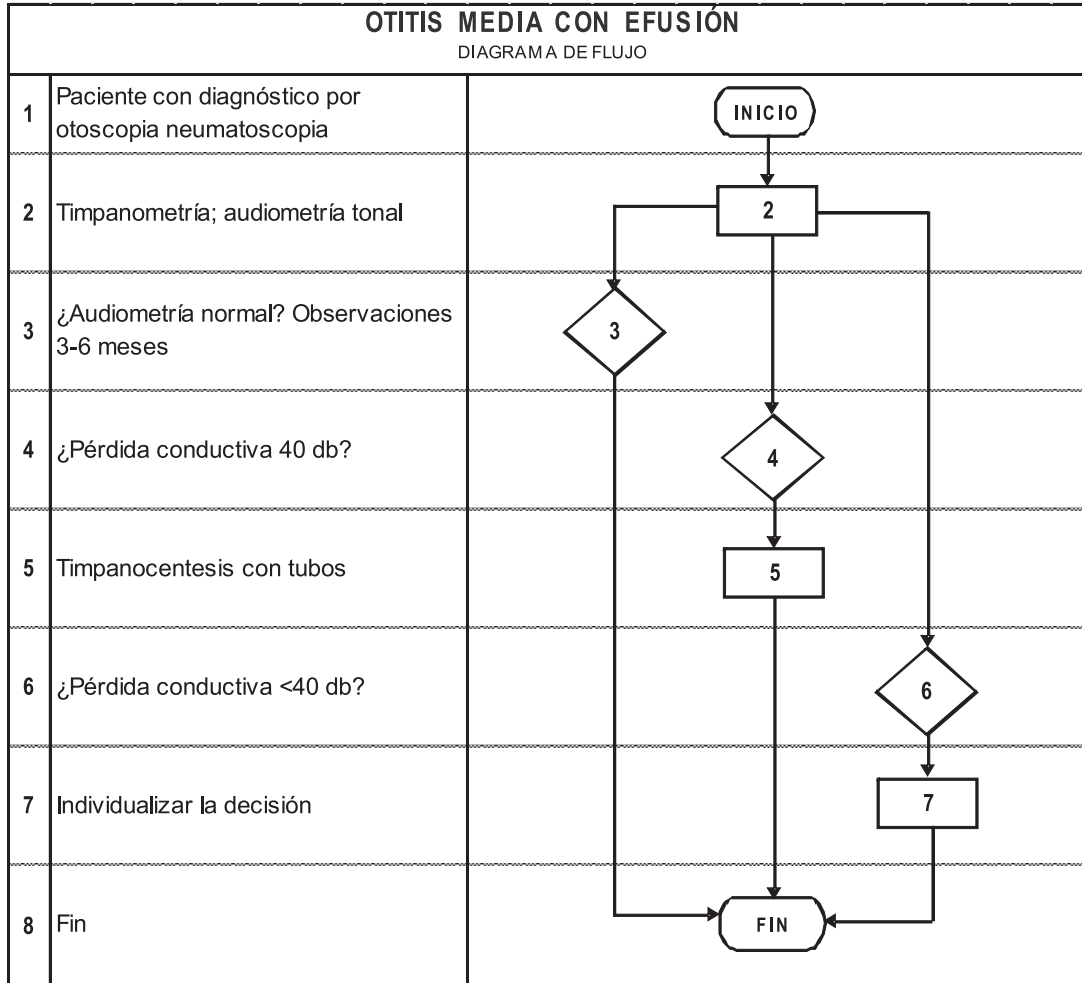 OTITIS MEDIA CON EFUSIÓN
DIAGRAMA DE FLUJO
1
Paciente con diagnóstico por
otoscopia neumatoscopia
INICIO
2
Timpanometría; audiometría tonal
2
3
¿Audiometría normal? Observaciones
3-6 meses
3
4
¿Pérdida conductiva 40 db?
4
5
Timpanocentesis con tubos
5
6
¿Pérdida conductiva <40 db?
6
7
Individualizar la decisión
7
8
Fin
FIN